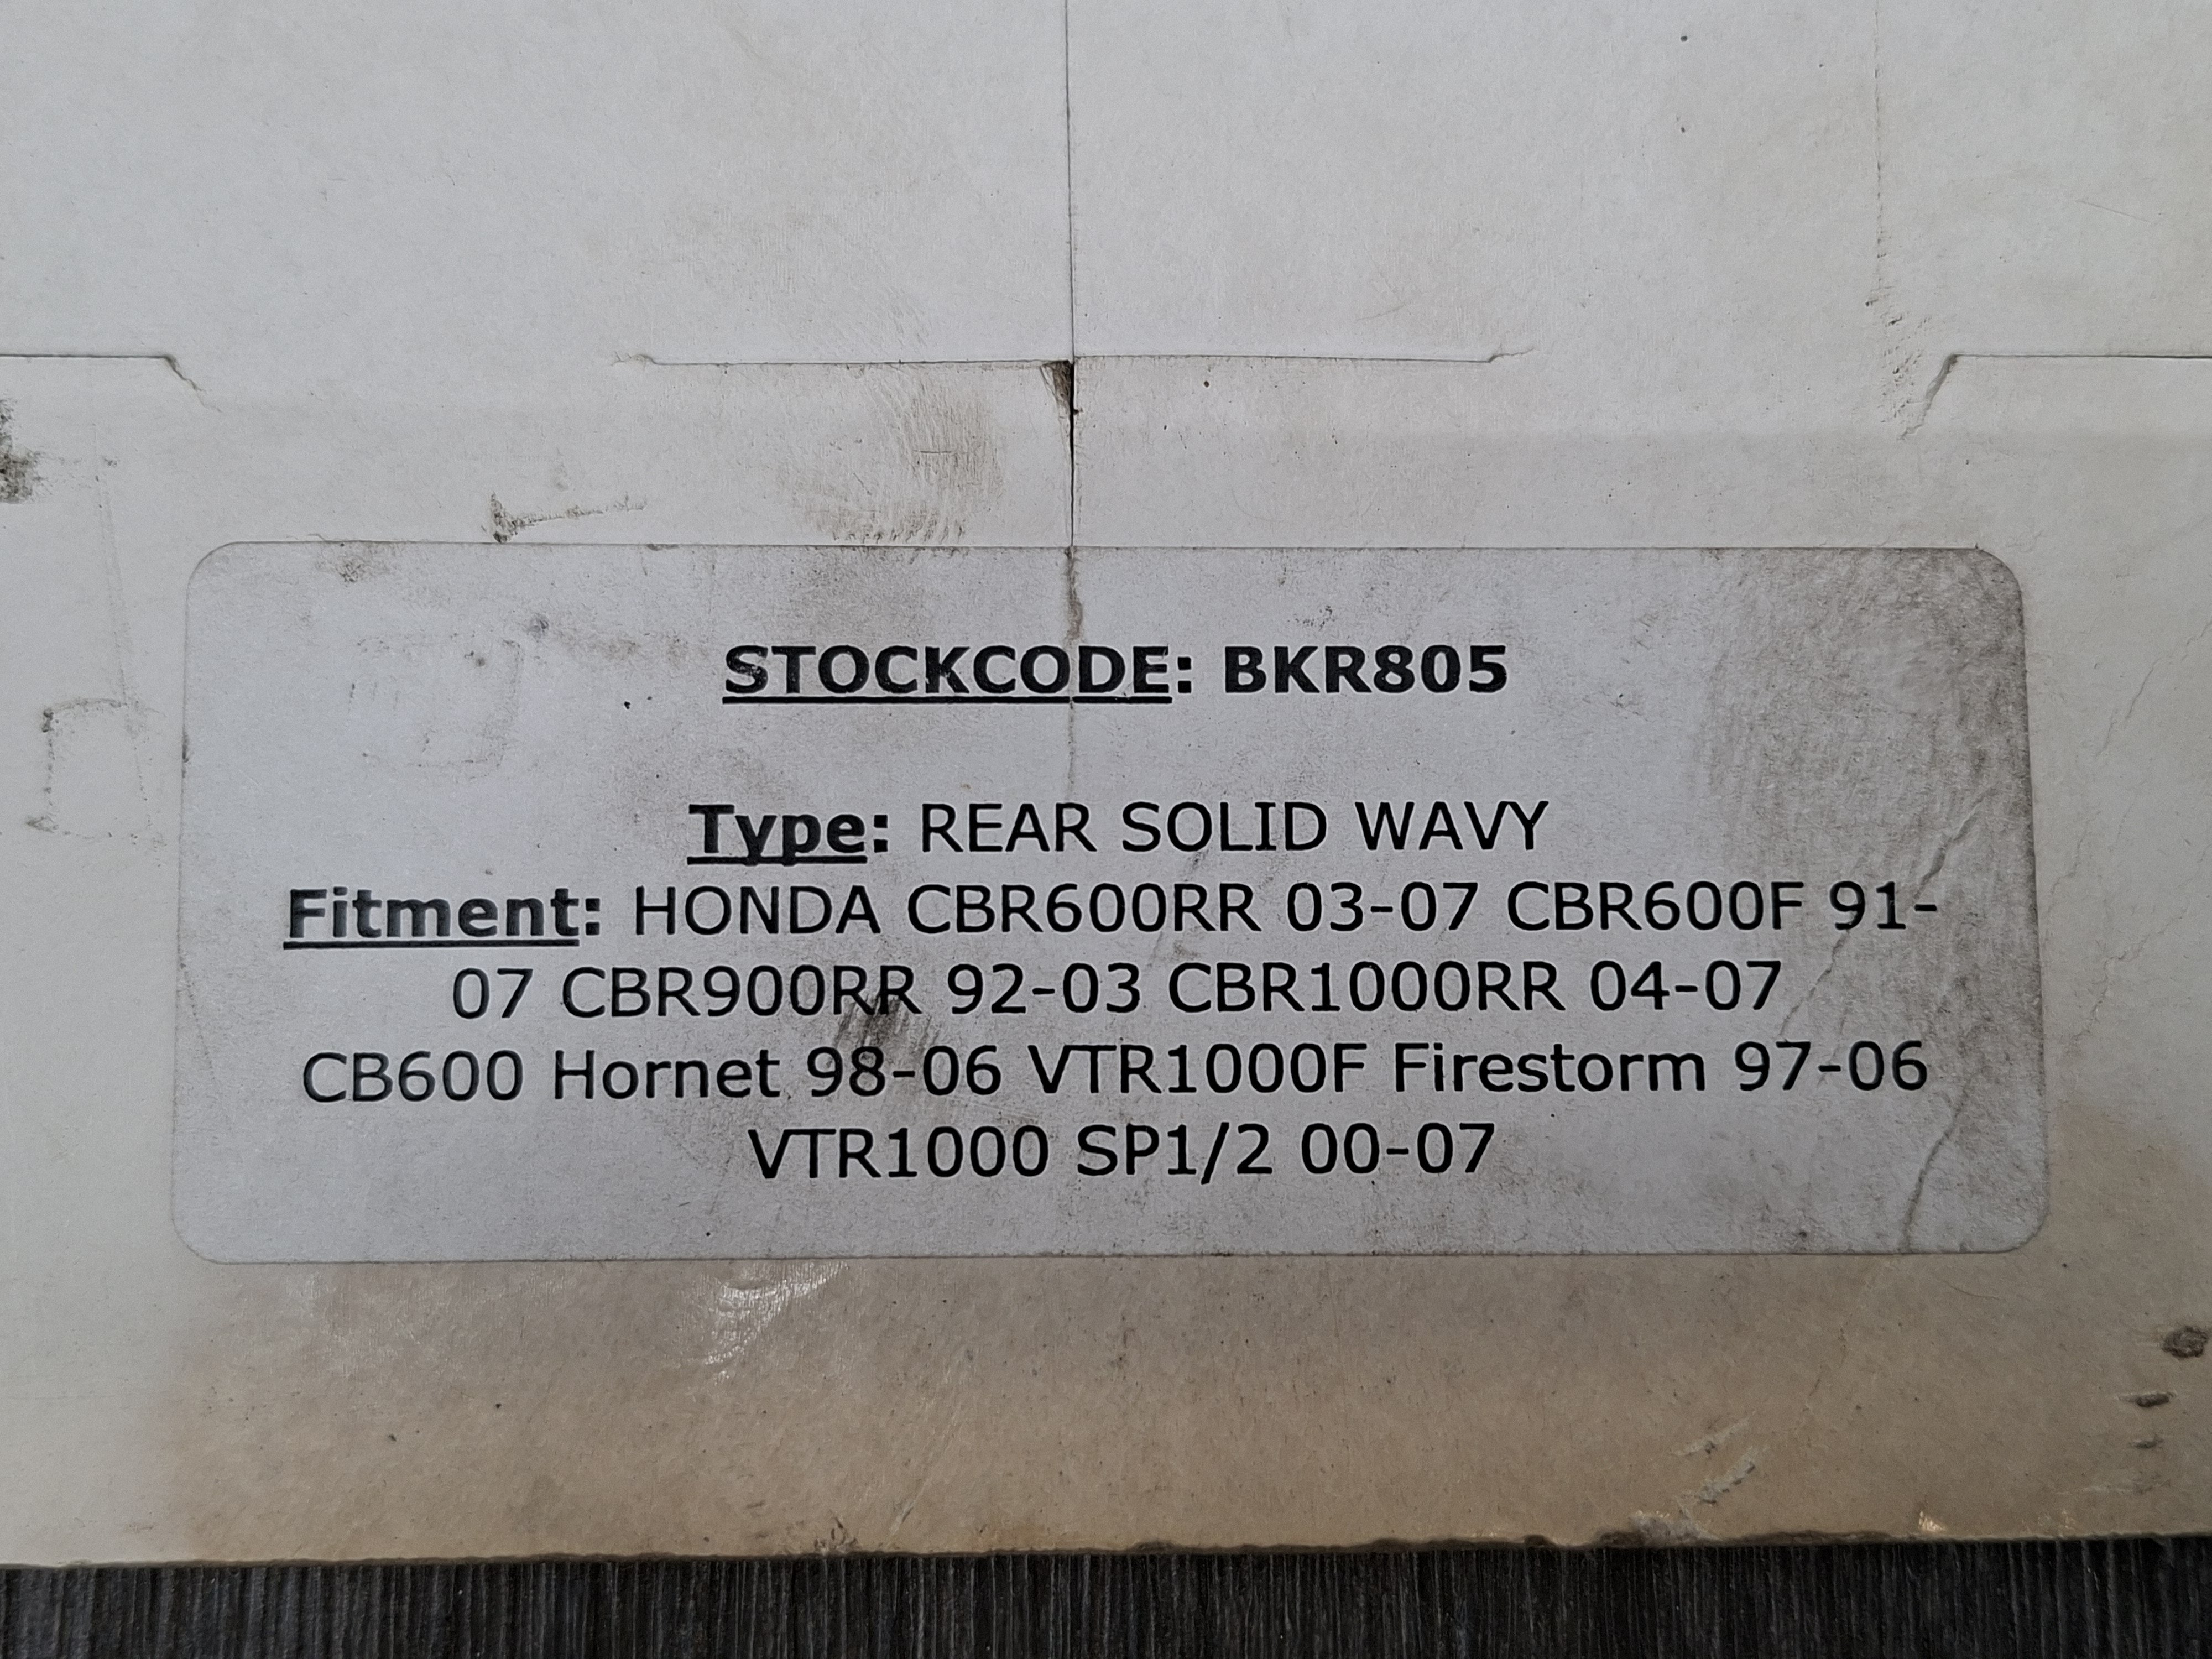 STOCKCODE: BKR805
Type: REAR SOLID WAVY
Fitment: HONDA CBR600RR 03-07 CBR600F 91-
07 CBR900RR 92-03 CBR1000RR 04-07
CB600 Hornet 98-06 VTR1000F Firestorm 97-06
VTR1000 SP1/2 00-07